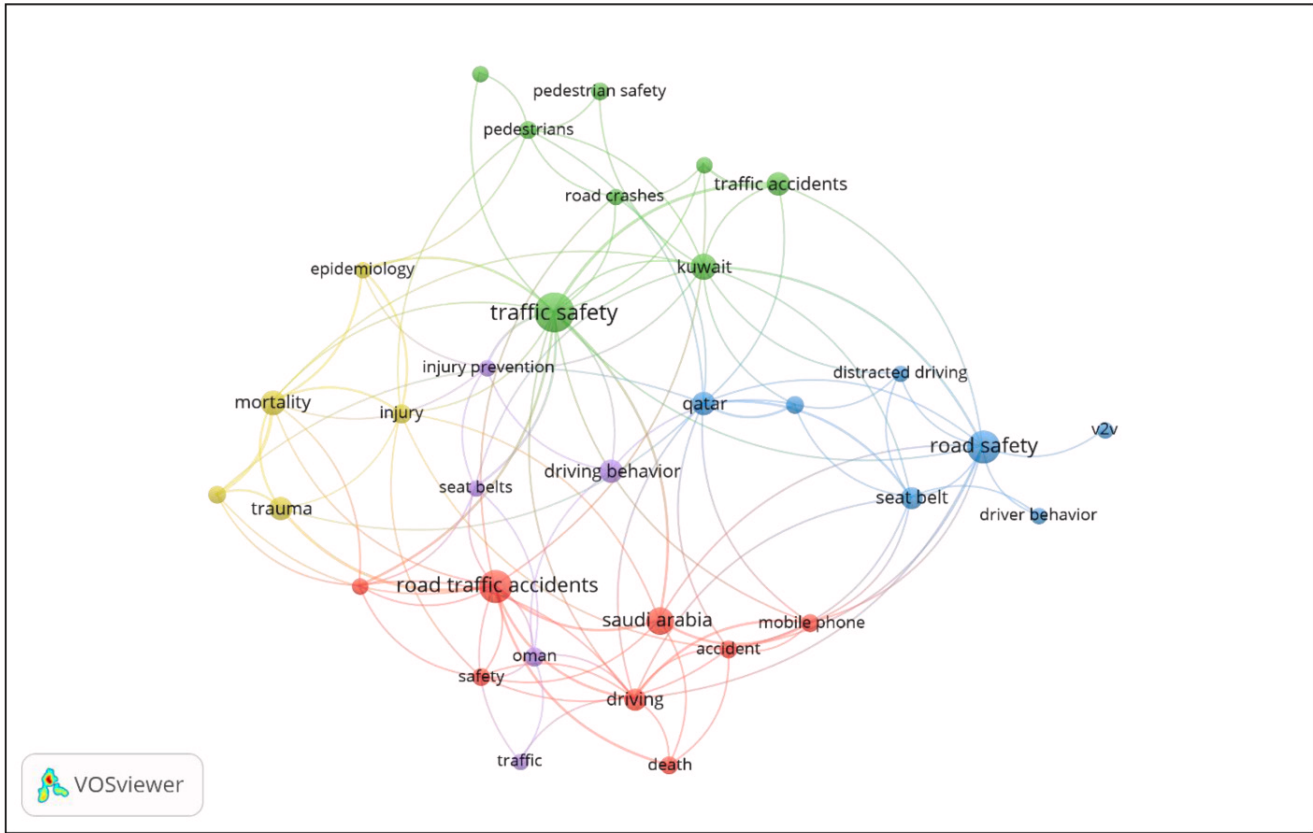 pedestrian safety
pedestrians
traffic accidents
road crashes
kuwait
epidemiology
traffic safety
injury prevention
distracted driving
mortality
injury
qatar
v2v
road safety
driving behavior
seat belts
seat belt
trauma
driver behavior
road traffic accidents
saudi arabia
mobile phone
accident
oman
safety
driving
traffic
death
VOSviewer